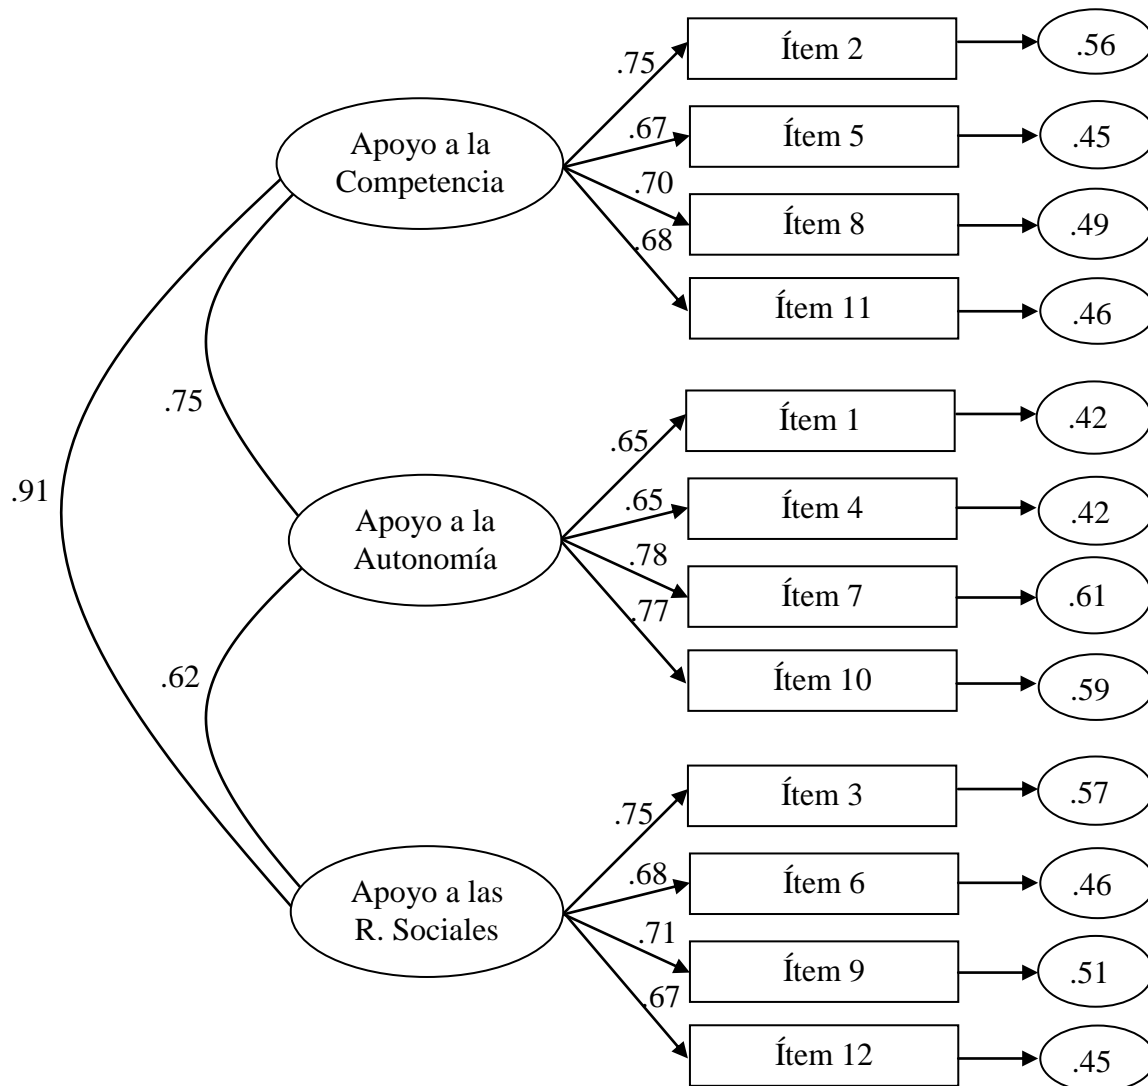 Apoyo a la
Competencia
.75
Ítem 2
.56
.67
Ítem 5
.45
.70
Ítem 8
.49
.68
Ítem 11
.46
.75
.91
Apoyo a la
Autonomía
.65
Ítem 1
.42
.65
Ítem 4
.42
.78
Ítem 7
.61
.77
Ítem 10
.59
.62
Apoyo a las
R. Sociales
.75
Ítem 3
.57
.68
Ítem 6
.46
.71
Ítem 9
.51
.67
Ítem 12
.45